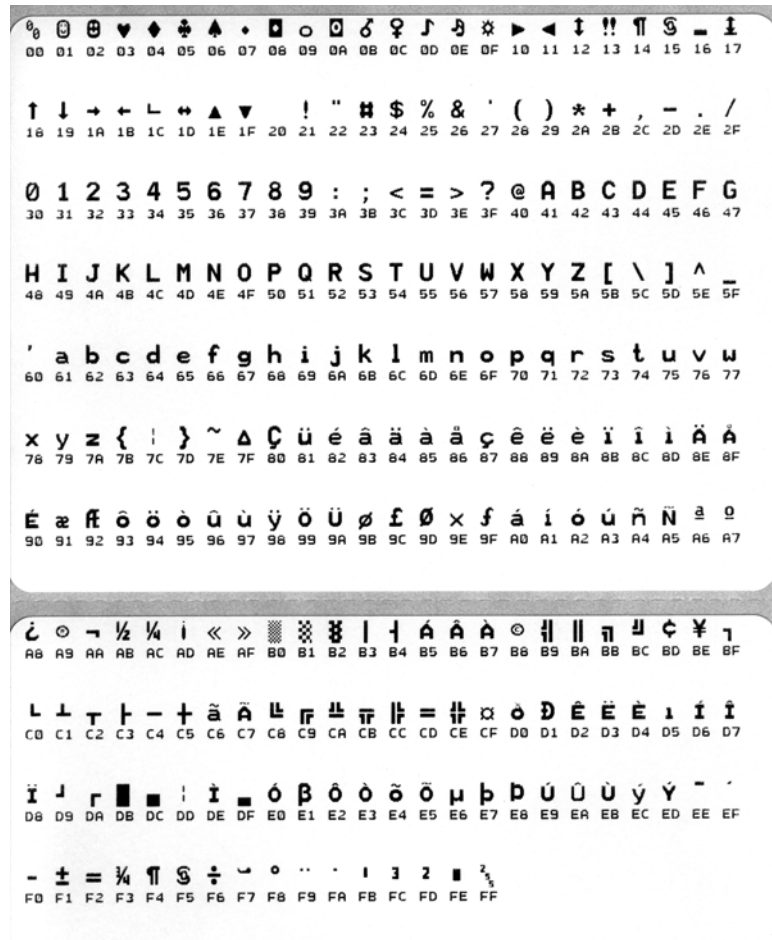 ⁰₀ ☺ ☻ ♥ ♦ ♣ ♠ • ◘ ○ ◙ ♂ ♀ ♪ ♫ ☼ ► ◄ ↕ ‼ ¶ § ▬ ↨
00 01 02 03 04 05 06 07 08 09 0A 0B 0C 0D 0E 0F 10 11 12 13 14 15 16 17
↑ ↓ → ← ∟ ↔ ▲ ▼ ! " # $ % & ' ( ) * + , - . /
18 19 1A 1B 1C 1D 1E 1F 20 21 22 23 24 25 26 27 28 29 2A 2B 2C 2D 2E 2F
0 1 2 3 4 5 6 7 8 9 : ; < = > ? @ A B C D E F G
30 31 32 33 34 35 36 37 38 39 3A 3B 3C 3D 3E 3F 40 41 42 43 44 45 46 47
H I J K L M N O P Q R S T U V W X Y Z [ \ ] ^ _
48 49 4A 4B 4C 4D 4E 4F 50 51 52 53 54 55 56 57 58 59 5A 5B 5C 5D 5E 5F
' a b c d e f g h i j k l m n o p q r s t u v w
60 61 62 63 64 65 66 67 68 69 6A 6B 6C 6D 6E 6F 70 71 72 73 74 75 76 77
x y z { ¦ } ~ ∆ Ç ü é â ä à å ç ê ë è ï î ì Ä Å
78 79 7A 7B 7C 7D 7E 7F 80 81 82 83 84 85 86 87 88 89 8A 8B 8C 8D 8E 8F
É æ Æ ô ö ò û ù ÿ Ö Ü ø £ Ø × ƒ á í ó ú ñ Ñ ª º
90 91 92 93 94 95 96 97 98 99 9A 9B 9C 9D 9E 9F A0 A1 A2 A3 A4 A5 A6 A7
¿ ® ¬ ½ ¼ ¡ « » ░ ▒ ▓ │ ┤ Á Â À © ╣ ║ ╗ ╝ ¢ ¥ ┐
A8 A9 AA AB AC AD AE AF B0 B1 B2 B3 B4 B5 B6 B7 B8 B9 BA BB BC BD BE BF
└ ┴ ┬ ├ ─ ┼ ã Ã ╚ ╔ ╩ ╦ ╠ = ╬ ¤ ð Ð Ê Ë È ı Í Î
C0 C1 C2 C3 C4 C5 C6 C7 C8 C9 CA CB CC CD CE CF D0 D1 D2 D3 D4 D5 D6 D7
Ï ┘ ┌ █ ▄ ¦ Ì ▬ Ó β Ô Ò õ Õ µ þ Þ Ú Û Ù ý Ý ¯ ´
D8 D9 DA DB DC DD DE DF E0 E1 E2 E3 E4 E5 E6 E7 E8 E9 EA EB EC ED EE EF
- ± = ¾ ¶ § ÷ ¸ ° ¨ · ı 3 2 ■ ²₅₅
F0 F1 F2 F3 F4 F5 F6 F7 F8 F9 FA FB FC FD FE FF